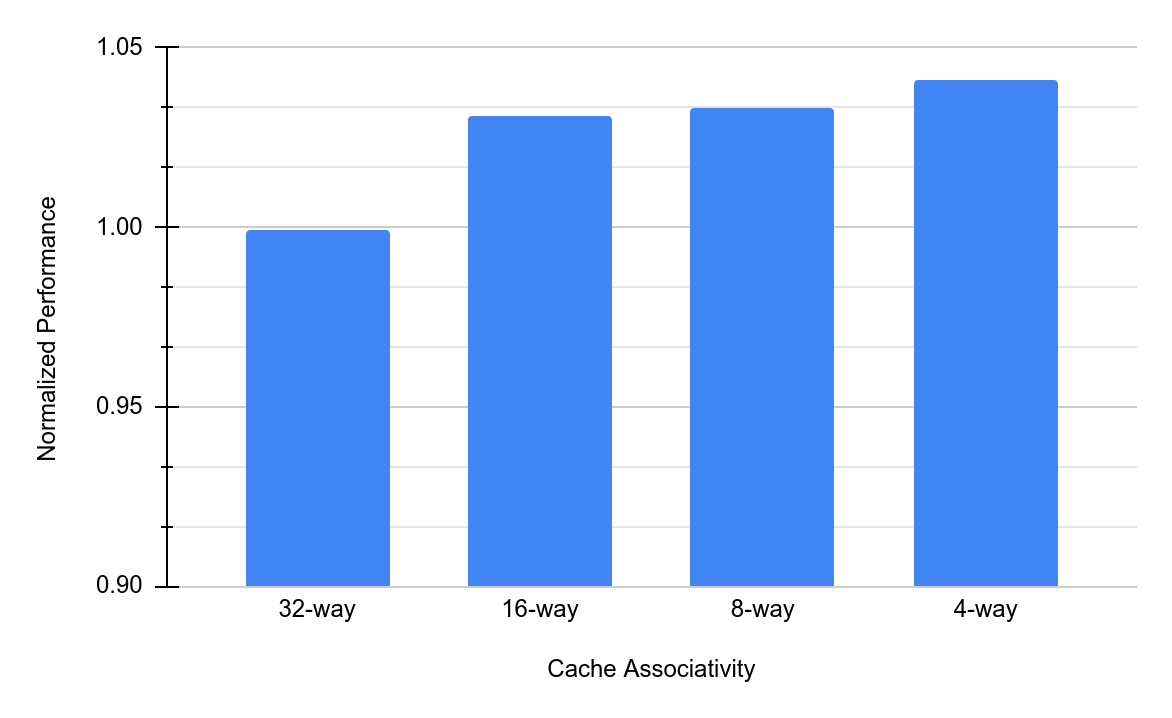 1.05
1.00
0.95
0.90
Normalized Performance
32-way
16-way
8-way
4-way
Cache Associativity